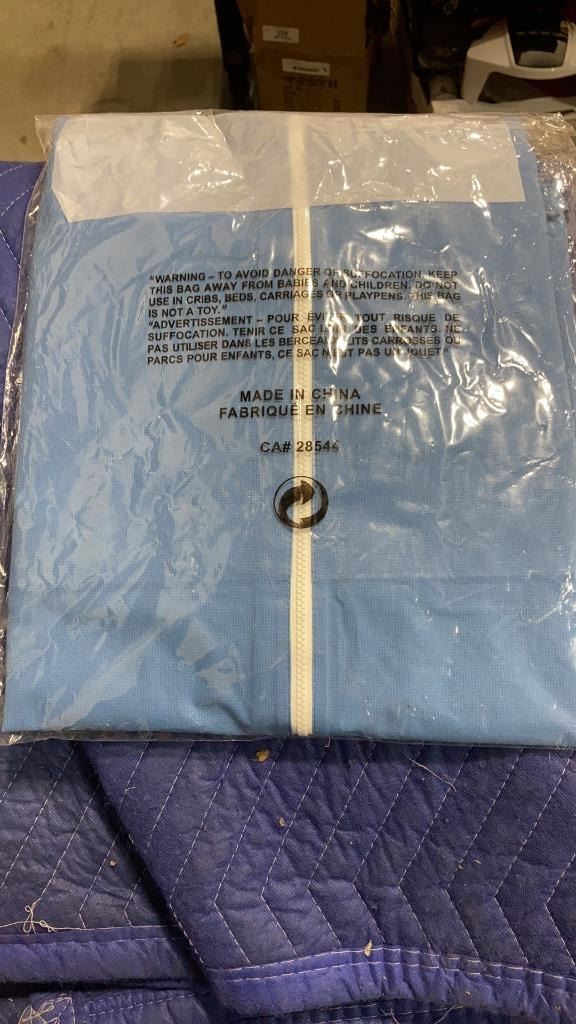 "WARNING – TO AVOID DANGER OF SUFFOCATION, KEEP
THIS BAG AWAY FROM BABIES AND CHILDREN. DO NOT
USE IN CRIBS, BEDS, CARRIAGES OR PLAYPENS. THIS BAG
IS NOT A TOY."
"ADVERTISSEMENT – POUR ÉVITER TOUT RISQUE DE
SUFFOCATION, TENIR CE SAC LOIN DES ENFANTS. NE
PAS UTILISER DANS LES BERCEAUX, LITS CARROSSES OU
PARCS POUR ENFANTS, CE SAC N'EST PAS UN JOUET"
MADE IN CHINA
FABRIQUÉ EN CHINE
CA# 28544